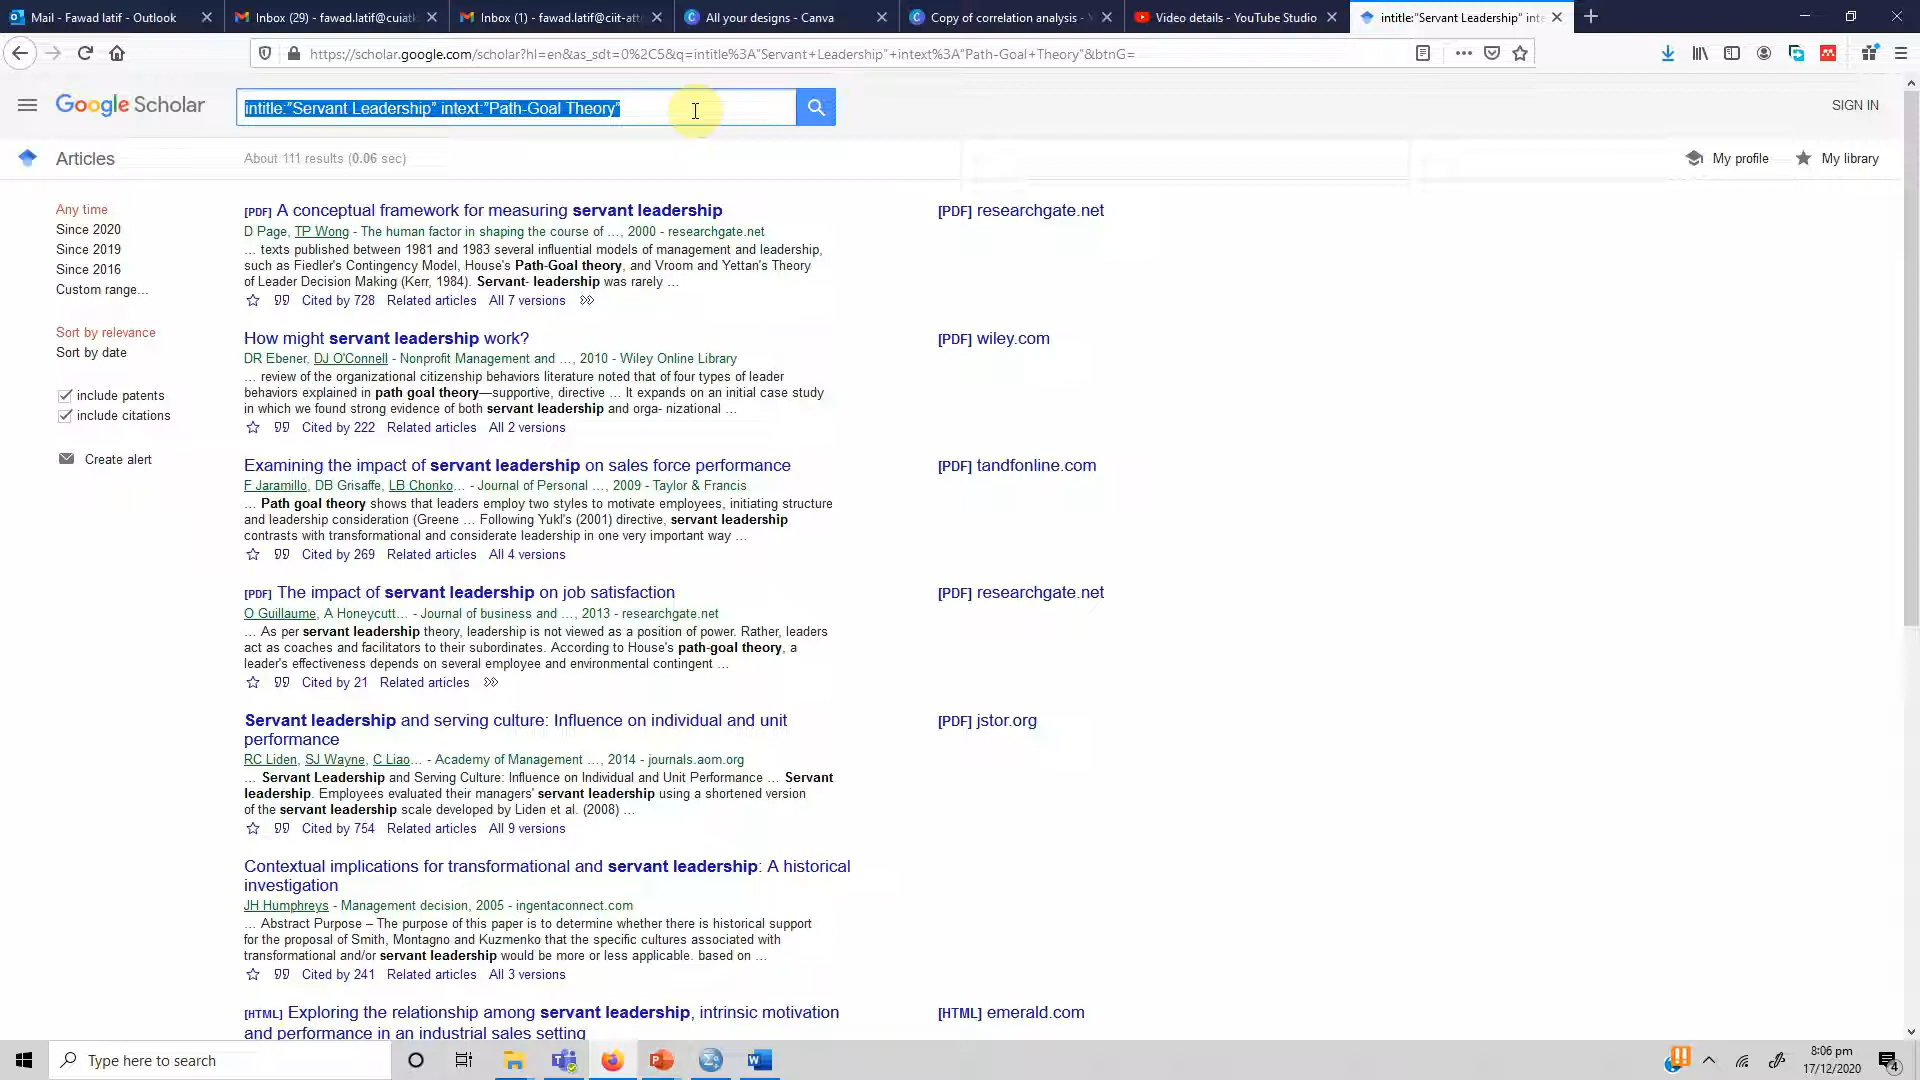 Mail - Fawad latif - Outlook
Inbox (29) - fawad.latif@cuiatk
Inbox (1) - fawad.latif@ciit-att
All your designs - Canva
Copy of correlation analysis -
Video details - YouTube Studio
intitle:"Servant Leadership" inte
https://scholar.google.com/scholar?hl=en&as_sdt=0%2C5&q=intitle%3A"Servant+Leadership"+intext%3A"Path-Goal+Theory"&btnG=
Google Scholar
intitle:"Servant Leadership" intext:"Path-Goal Theory"
SIGN IN
Articles
About 111 results (0.06 sec)
My profile
My library
Any time
Since 2020
Since 2019
Since 2016
Custom range...
Sort by relevance
Sort by date
include patents
include citations
Create alert
[PDF] A conceptual framework for measuring servant leadership
D Page, TP Wong - The human factor in shaping the course of …, 2000 - researchgate.net
… texts published between 1981 and 1983 several influential models of management and leadership,
such as Fiedler's Contingency Model, House's Path-Goal theory, and Vroom and Yettan's Theory
of Leader Decision Making (Kerr, 1984). Servant- leadership was rarely …
Cited by 728 Related articles All 7 versions
[PDF] researchgate.net
How might servant leadership work?
DR Ebener, DJ O'Connell - Nonprofit Management and …, 2010 - Wiley Online Library
… review of the organizational citizenship behaviors literature noted that of four types of leader
behaviors explained in path goal theory—supportive, directive … It expands on an initial case study
in which we found strong evidence of both servant leadership and orga- nizational …
Cited by 222 Related articles All 2 versions
[PDF] wiley.com
Examining the impact of servant leadership on sales force performance
F Jaramillo, DB Grisaffe, LB Chonko… - Journal of Personal …, 2009 - Taylor & Francis
… Path goal theory shows that leaders employ two styles to motivate employees, initiating structure
and leadership consideration (Greene … Following Yukl's (2001) directive, servant leadership
contrasts with transformational and considerate leadership in one very important way …
Cited by 269 Related articles All 4 versions
[PDF] tandfonline.com
[PDF] The impact of servant leadership on job satisfaction
O Guillaume, A Honeycutt… - Journal of business and …, 2013 - researchgate.net
… As per servant leadership theory, leadership is not viewed as a position of power. Rather, leaders
act as coaches and facilitators to their subordinates. According to House's path-goal theory, a
leader's effectiveness depends on several employee and environmental contingent …
Cited by 21 Related articles
[PDF] researchgate.net
Servant leadership and serving culture: Influence on individual and unit
performance
RC Liden, SJ Wayne, C Liao… - Academy of Management …, 2014 - journals.aom.org
… Servant Leadership and Serving Culture: Influence on Individual and Unit Performance … Servant
leadership. Employees evaluated their managers' servant leadership using a shortened version
of the servant leadership scale developed by Liden et al. (2008) …
Cited by 754 Related articles All 9 versions
[PDF] jstor.org
Contextual implications for transformational and servant leadership: A historical
investigation
JH Humphreys - Management decision, 2005 - ingentaconnect.com
… Abstract Purpose – The purpose of this paper is to determine whether there is historical support
for the proposal of Smith, Montagno and Kuzmenko that the specific cultures associated with
transformational and/or servant leadership would be more or less applicable. based on …
Cited by 241 Related articles All 3 versions
[HTML] Exploring the relationship among servant leadership, intrinsic motivation
and performance in an industrial sales setting
[HTML] emerald.com
Type here to search
8:06 pm
17/12/2020
4